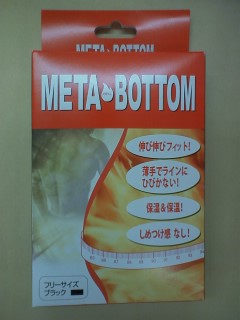 META BOTTOM
META BOTTOM
伸び伸びフィット!
薄手でラインに
ひびかない!
保湿&保温!
しめつけ感 なし!
フリーサイズ
ブラック